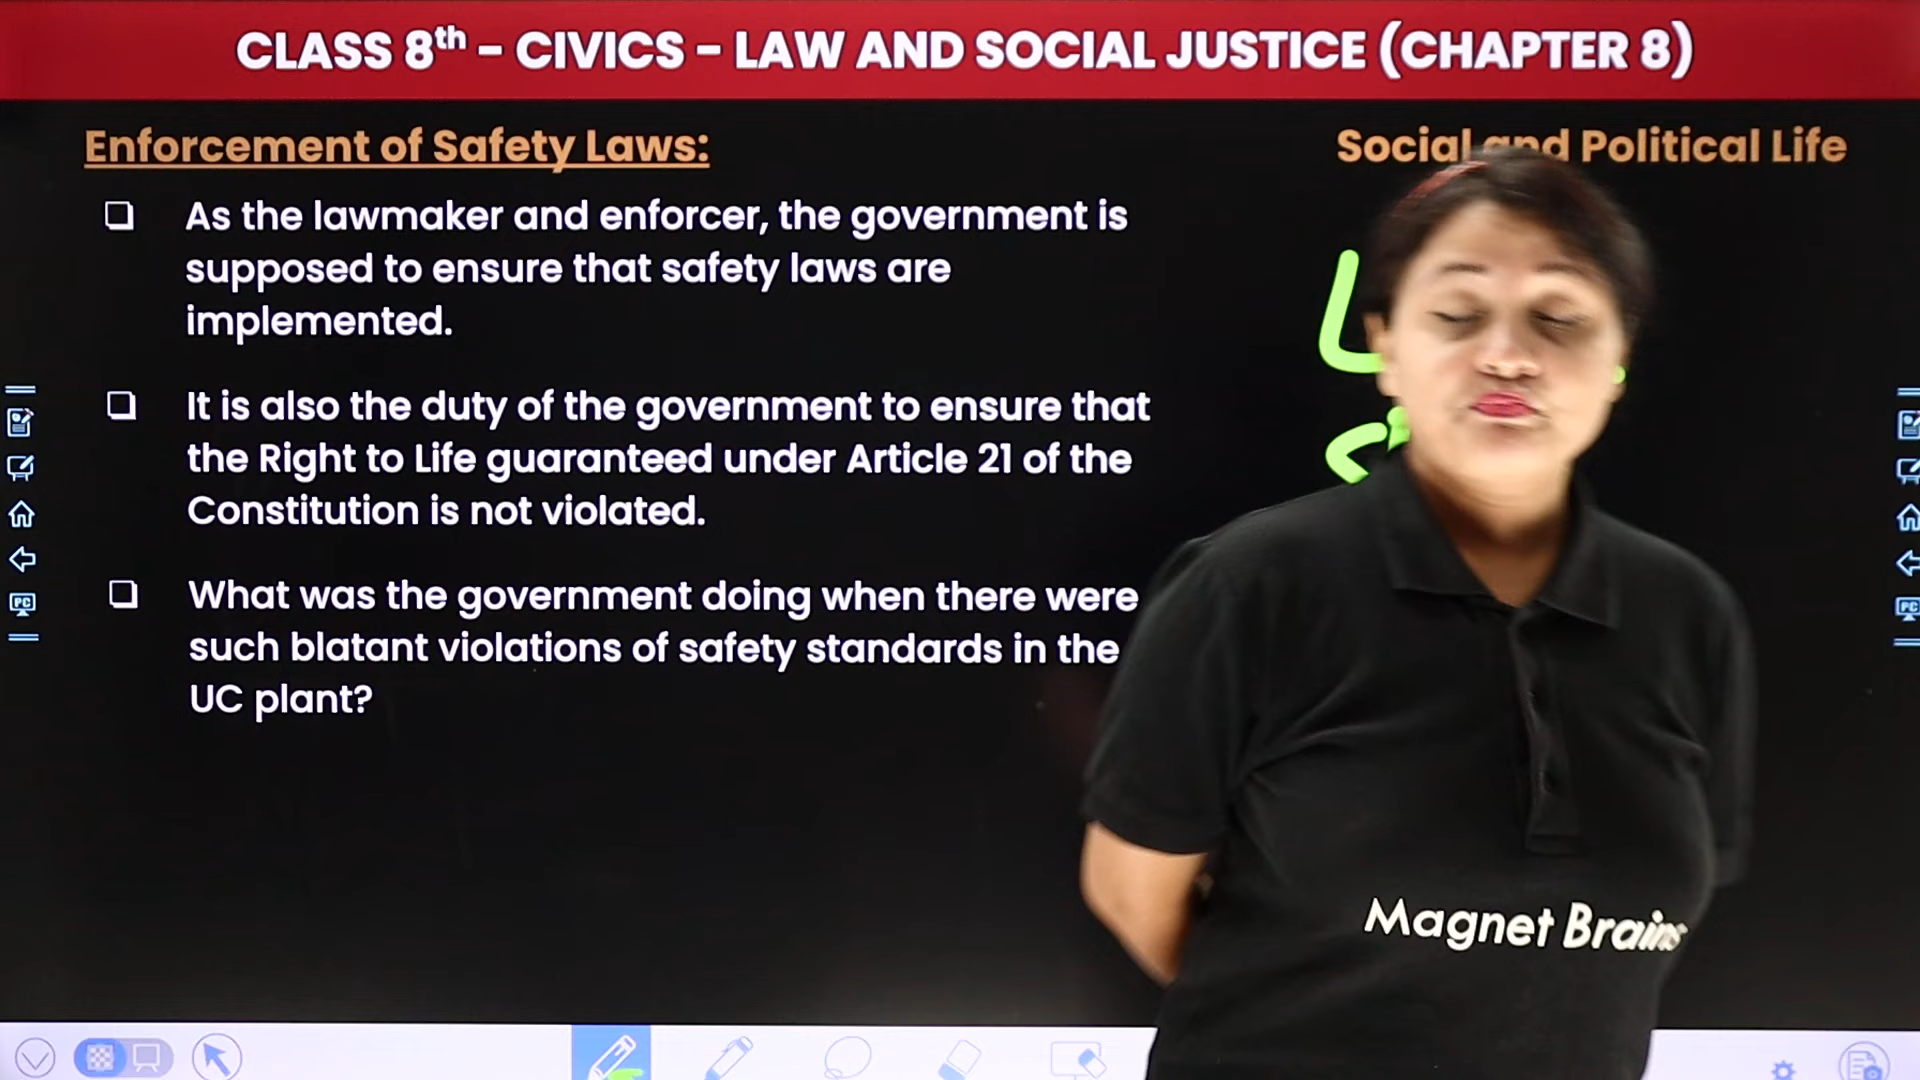 CLASS 8th - CIVICS - LAW AND SOCIAL JUSTICE (CHAPTER 8)
Enforcement of Safety Laws:
Social and Political Life
❑ As the lawmaker and enforcer, the government is
supposed to ensure that safety laws are
implemented.
❑ It is also the duty of the government to ensure that
the Right to Life guaranteed under Article 21 of the
Constitution is not violated.
❑ What was the government doing when there were
such blatant violations of safety standards in the
UC plant?
Magnet Brains
PC
PC